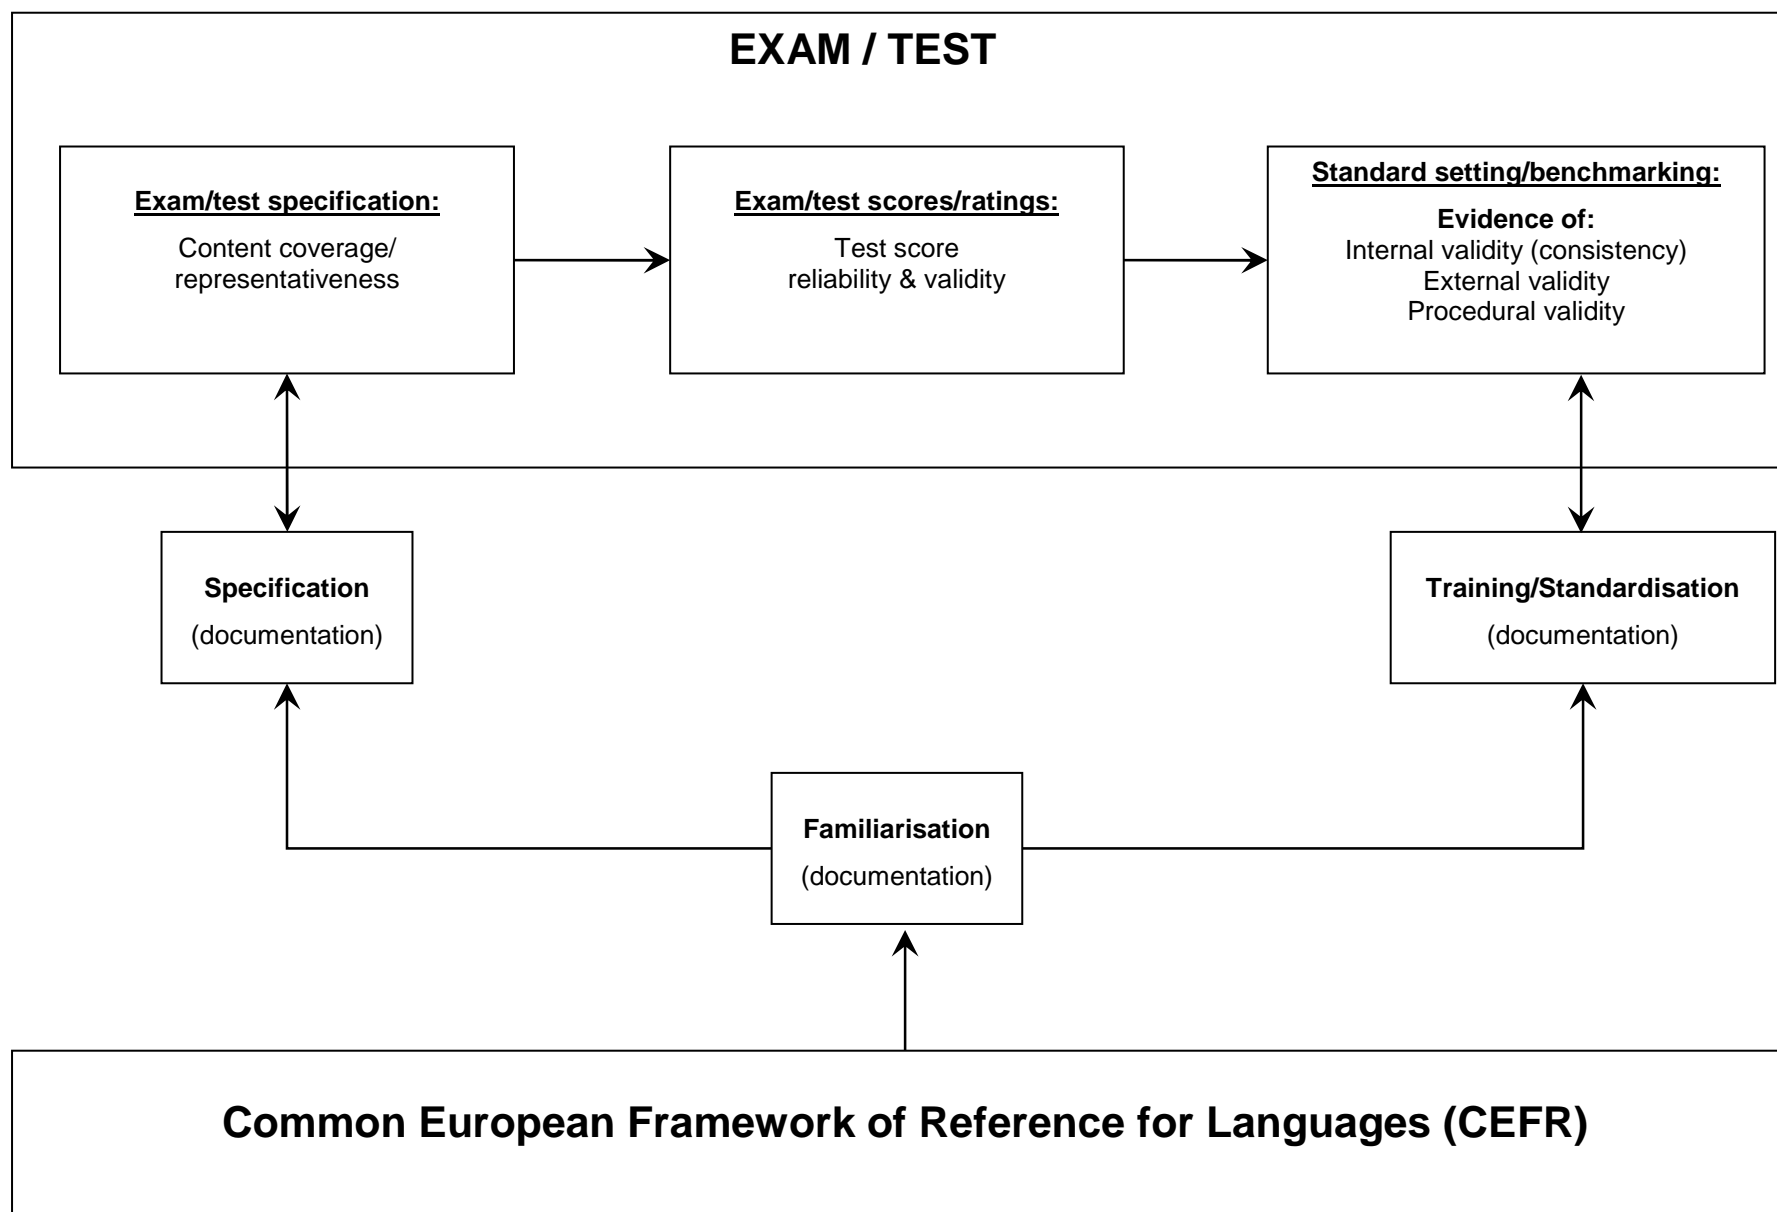 EXAM / TEST
Exam/test specification:
Content coverage/
representativeness
Exam/test scores/ratings:
Test score
reliability & validity
Standard setting/benchmarking:
Evidence of:
Internal validity (consistency)
External validity
Procedural validity
Specification
(documentation)
Training/Standardisation
(documentation)
Familiarisation
(documentation)
Common European Framework of Reference for Languages (CEFR)